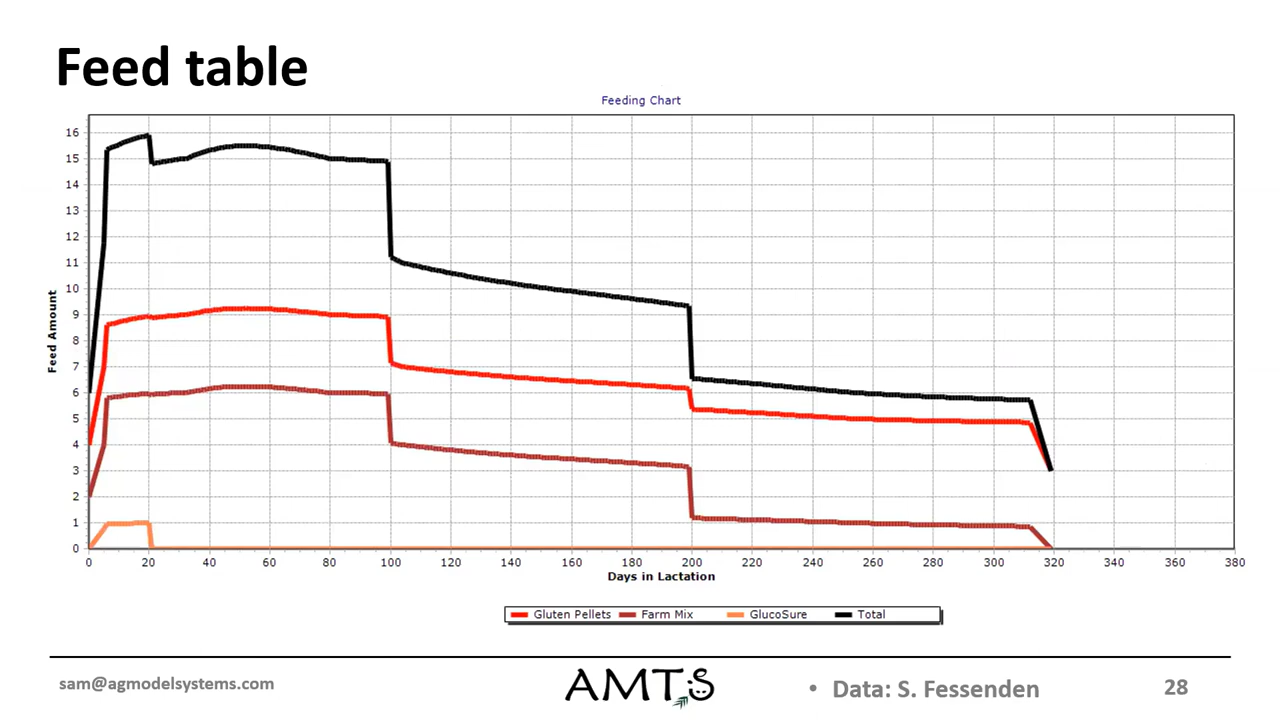 Feed table
Feeding Chart
16
15
14
13
12
11
10
9
8
7
6
5
4
3
2
1
0
Feed Amount
0 20 40 60 80 100 120 140 160 180 200 220 240 260 280 300 320 340 360 380
Days in Lactation
Gluten Pellets Farm Mix GlucoSure Total
sam@agmodelsystems.com
AMTS
• Data: S. Fessenden
28